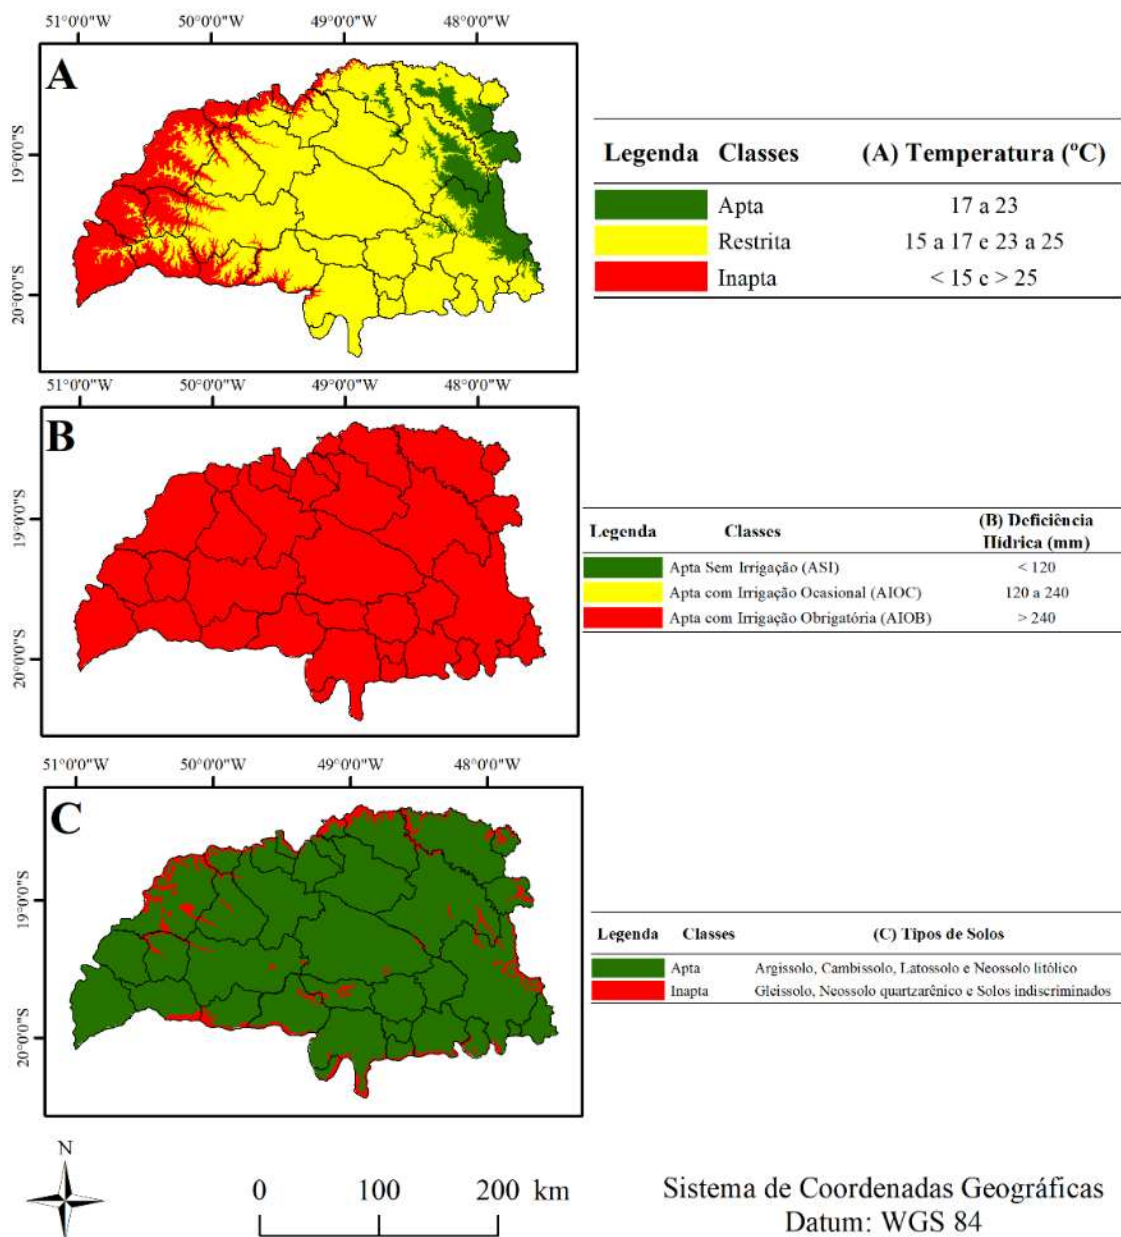 51°0'0"W 50°0'0"W 49°0'0"W 48°0'0"W
A
19°0'0"S
20°0'0"S
Legenda Classes (A) Temperatura (ºC)
Apta 17 a 23
Restrita 15 a 17 e 23 a 25
Inapta < 15 e > 25
51°0'0"W 50°0'0"W 49°0'0"W 48°0'0"W
B
19°0'0"S
20°0'0"S
(B) Deficiência
Legenda Classes Hídrica (mm)
Apta Sem Irrigação (ASI) < 120
Apta com Irrigação Ocasional (AIOC) 120 a 240
Apta com Irrigação Obrigatória (AIOB) > 240
51°0'0"W 50°0'0"W 49°0'0"W 48°0'0"W
C
19°0'0"S
20°0'0"S
Legenda Classes (C) Tipos de Solos
Apta Argissolo, Cambissolo, Latossolo e Neossolo litólico
Inapta Gleissolo, Neossolo quartzarênico e Solos indiscriminados
N
0 100 200 km
Sistema de Coordenadas Geográficas
Datum: WGS 84